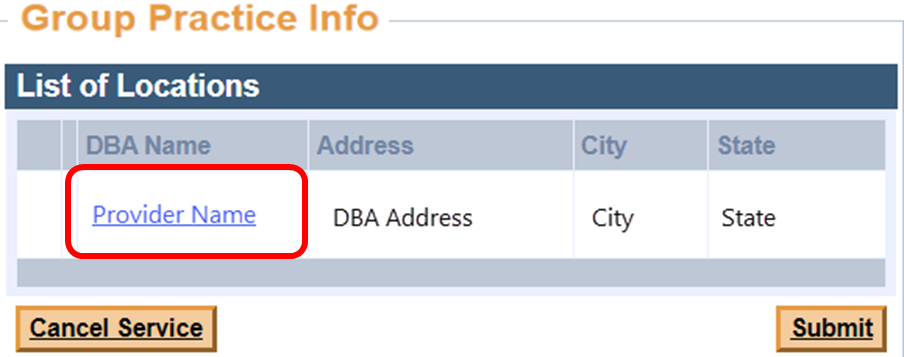 Group Practice Info
List of Locations
DBA Name Address City State
Provider Name DBA Address City State
Cancel Service Submit